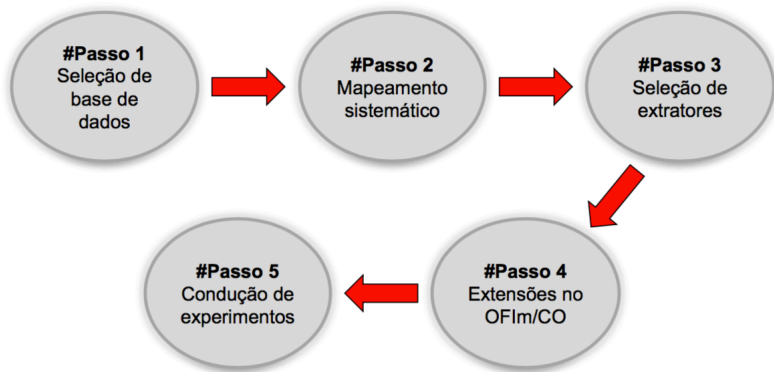 #Passo 1
Seleção de
base de
dados
#Passo 2
Mapeamento
sistemático
#Passo 3
Seleção de
extratores
#Passo 4
Extensões no
OFIm/CO
#Passo 5
Condução de
experimentos